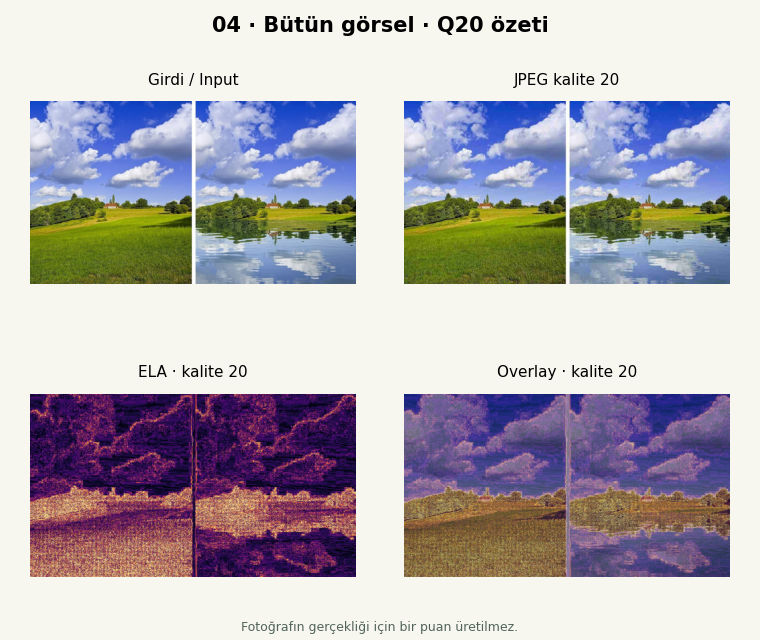 04 · Bütün görsel · Q20 özeti
Girdi / Input
JPEG kalite 20
ELA · kalite 20
Overlay · kalite 20
Fotoğrafın gerçekliği için bir puan üretilmez.